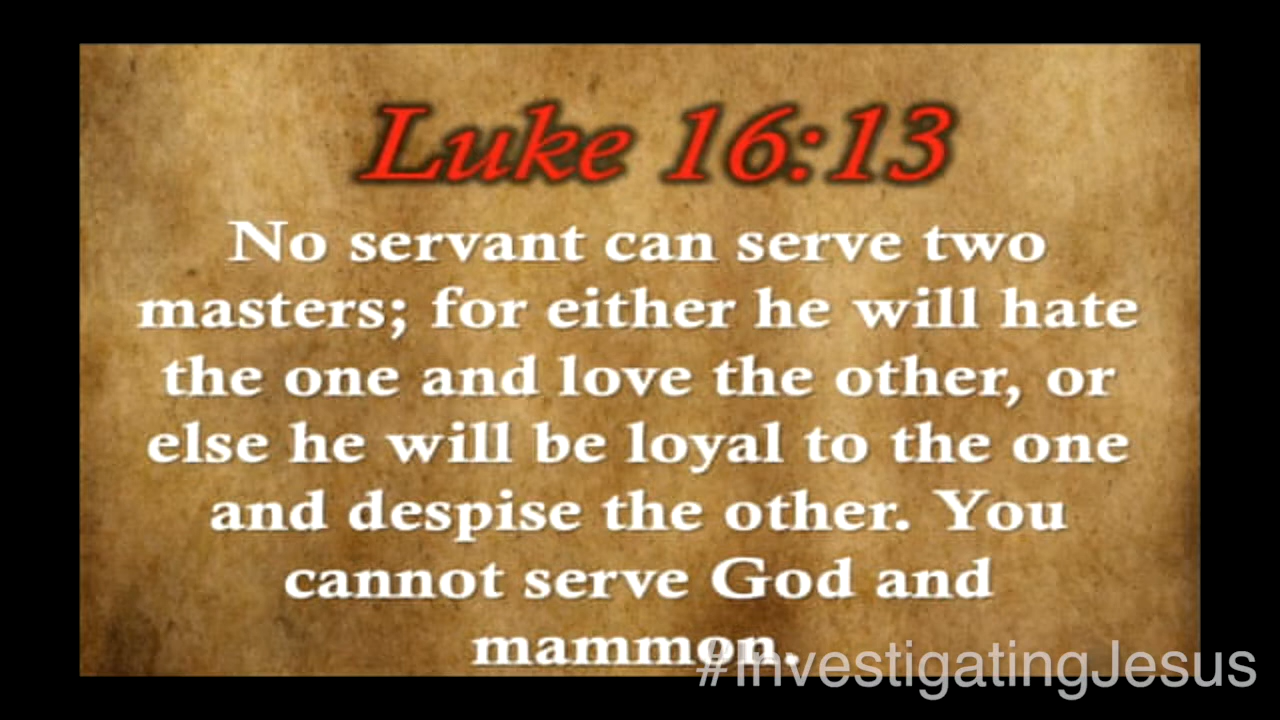 Luke 16:13
No servant can serve two
masters; for either he will hate
the one and love the other, or
else he will be loyal to the one
and despise the other. You
cannot serve God and
mammon.
#InvestigatingJesus